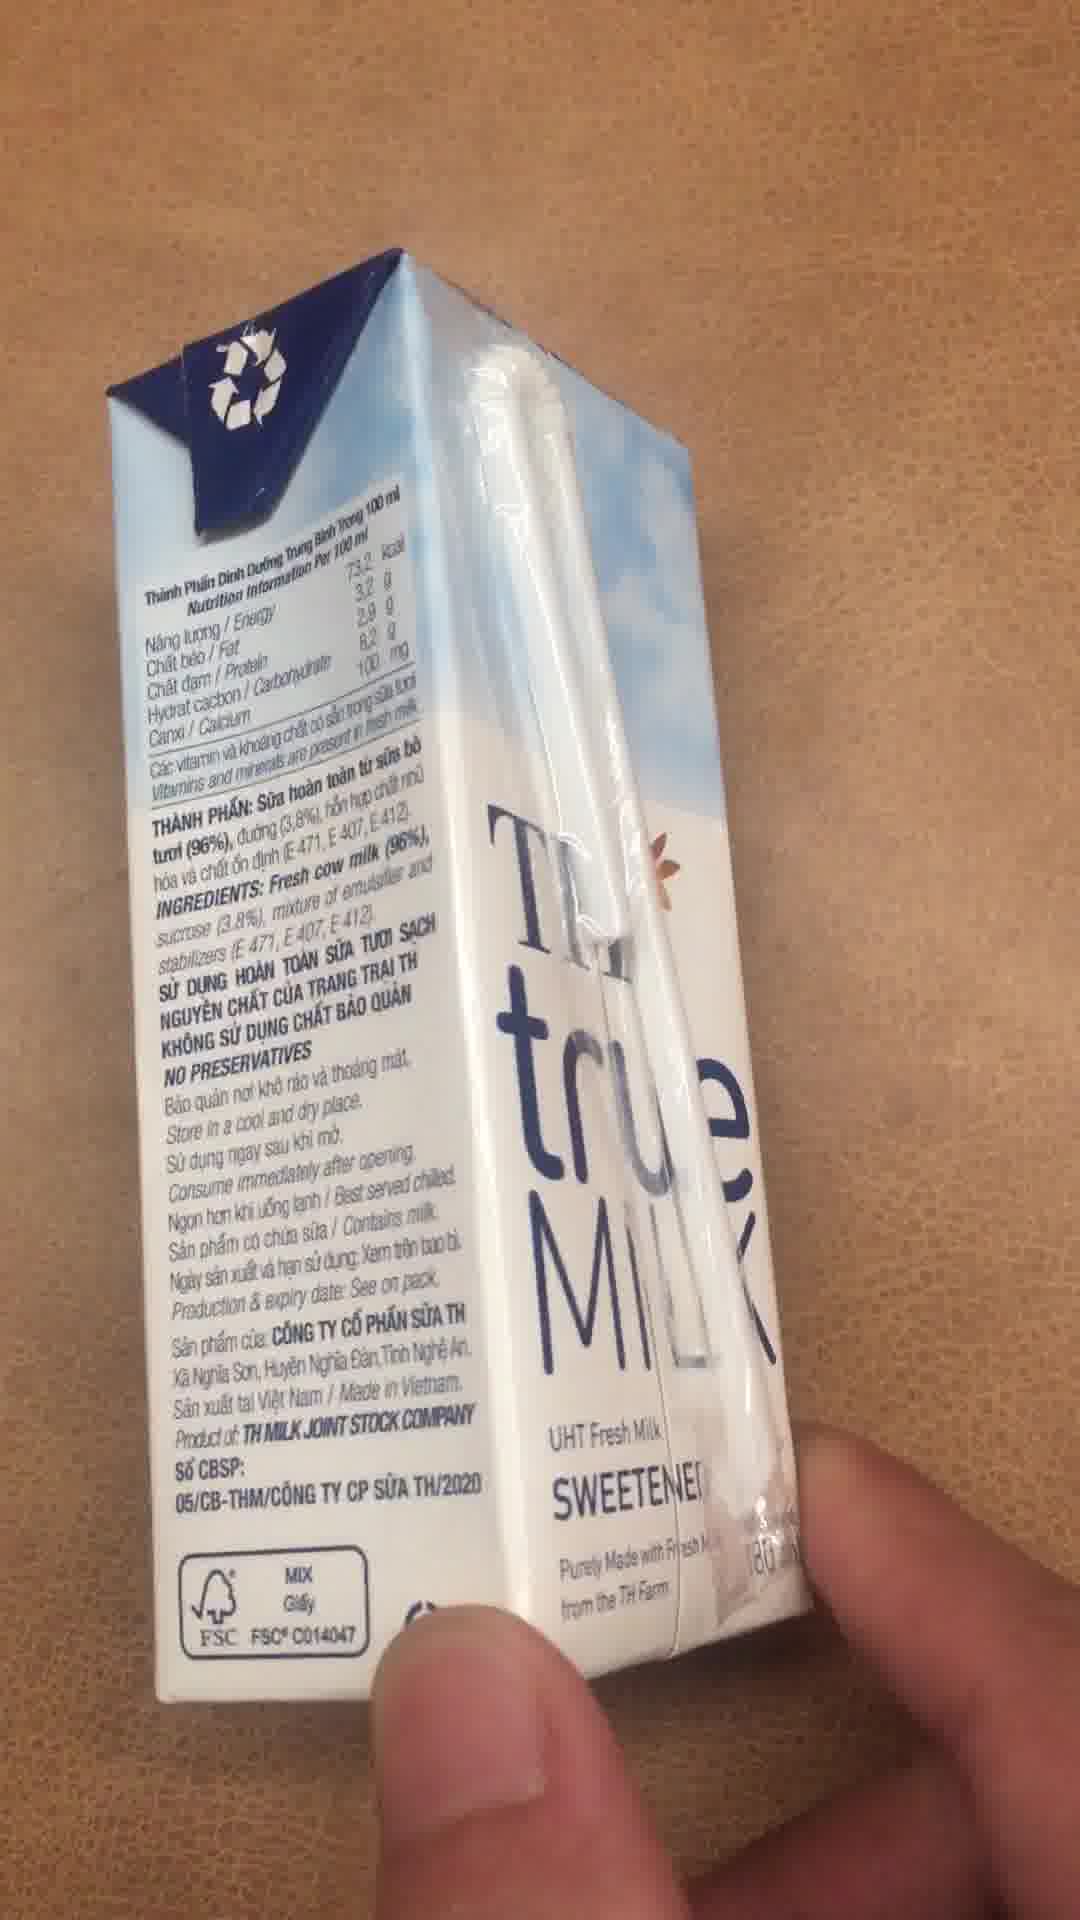 Thành Phần Dinh Dưỡng Trung Bình Trong 100 ml
Nutrition Information Per 100 ml
Năng lượng / Energy 73,2 kcal
Chất béo / Fat 3,2 g
Chất đạm / Protein 2,9 g
Hydrat cacbon / Carbohydrate 8,2 g
Canxi / Calcium 100 mg
Các vitamin và khoáng chất có sẵn trong sữa tươi
Vitamins and minerals are present in fresh milk
THÀNH PHẦN: Sữa hoàn toàn từ sữa bò
tươi (96%), đường (3,8%), hỗn hợp chất nhũ
hóa và chất ổn định (E 471, E 407, E 412).
INGREDIENTS: Fresh cow milk (96%),
sucrose (3.8%), mixture of emulsifier and
stabilizers (E 471, E 407, E 412).
SỬ DỤNG HOÀN TOÀN SỮA TƯƠI SẠCH
NGUYÊN CHẤT CỦA TRANG TRẠI TH
KHÔNG SỬ DỤNG CHẤT BẢO QUẢN
NO PRESERVATIVES
Bảo quản nơi khô ráo và thoáng mát.
Store in a cool and dry place.
Sử dụng ngay sau khi mở.
Consume immediately after opening.
Ngon hơn khi uống lạnh / Best served chilled.
Sản phẩm có chứa sữa / Contains milk.
Ngày sản xuất và hạn sử dụng: Xem trên bao bì.
Production & expiry date: See on pack.
Sản phẩm của: CÔNG TY CỔ PHẦN SỮA TH
Xã Nghĩa Sơn, Huyện Nghĩa Đàn, Tỉnh Nghệ An.
Sản xuất tại Việt Nam / Made in Vietnam.
Product of: TH MILK JOINT STOCK COMPANY
Số CBSP:
05/CB-THM/CÔNG TY CP SỮA TH/2020
MIX
Giấy
FSC FSC® C014047
TH
true
MILK
UHT Fresh Milk
SWEETENED
Purely Made with Fresh Milk
from the TH Farm
180